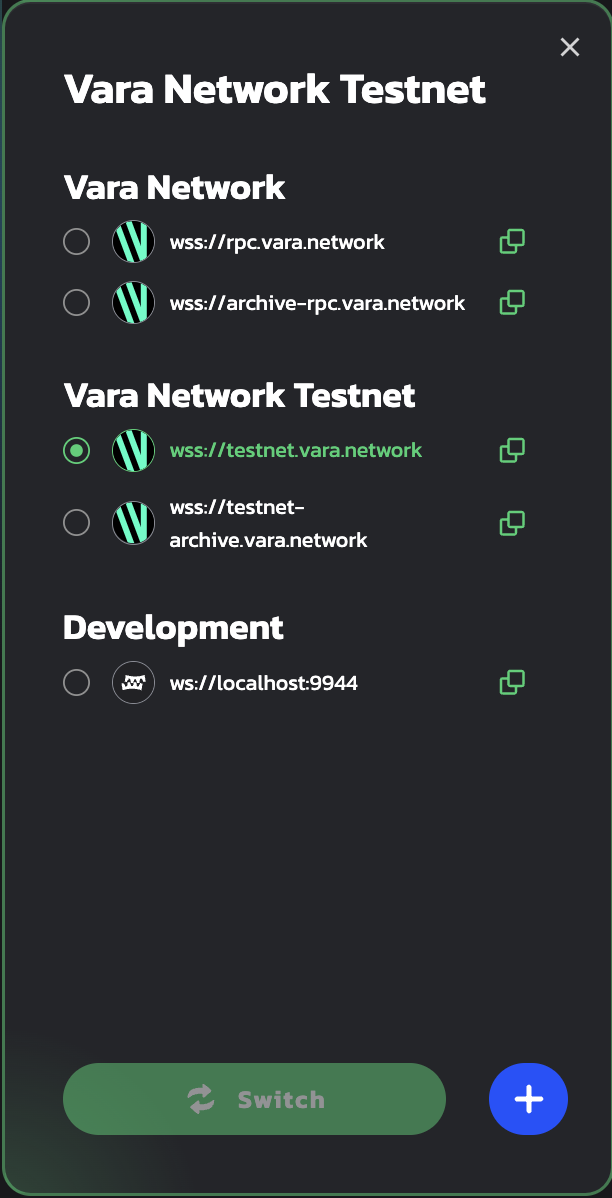 Vara Network Testnet
Vara Network
wss://rpc.vara.network
wss://archive-rpc.vara.network
Vara Network Testnet
wss://testnet.vara.network
wss://testnet-
archive.vara.network
Development
ws://localhost:9944
Switch